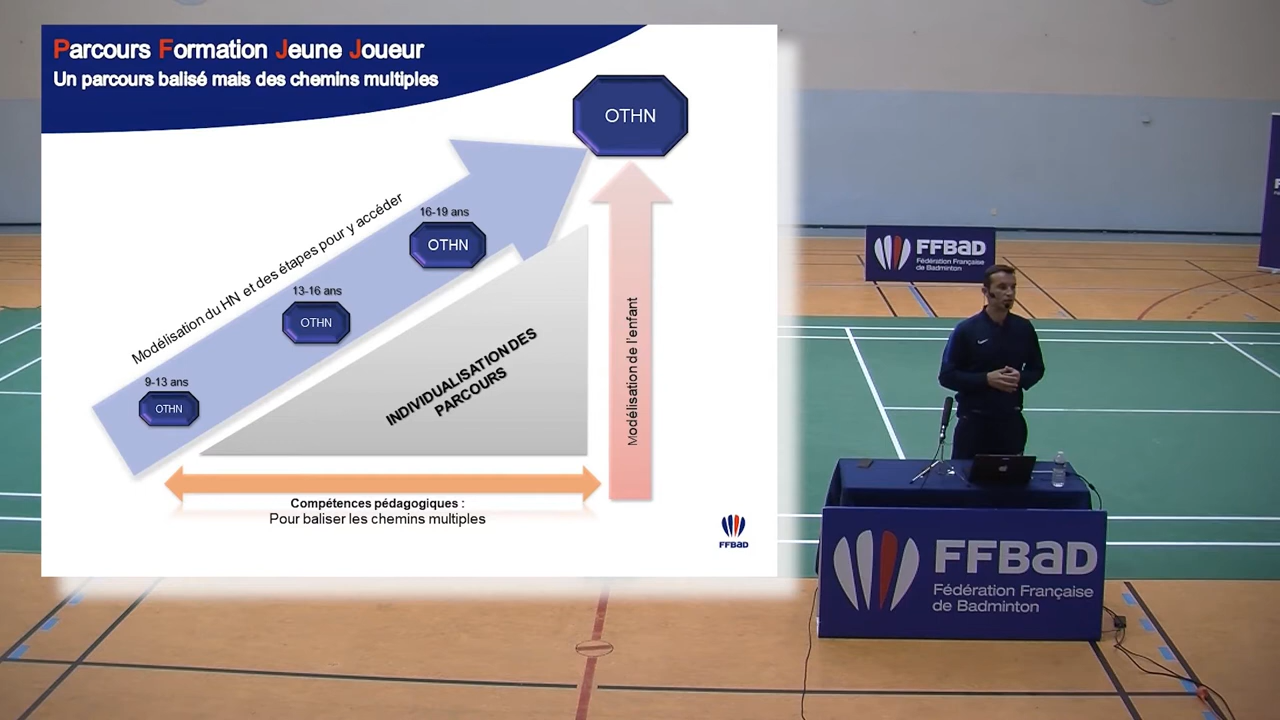 Parcours Formation Jeune Joueur
Un parcours balisé mais des chemins multiples
OTHN
Modélisation du HN et des étapes pour y accéder
16-19 ans
OTHN
13-16 ans
OTHN
9-13 ans
OTHN
INDIVIDUALISATION DES
PARCOURS
Modélisation de l'enfant
Compétences pédagogiques :
Pour baliser les chemins multiples
FFBaD
FFBaD
Fédération Française
de Badminton
FFBaD
Fédération Française
de Badminton